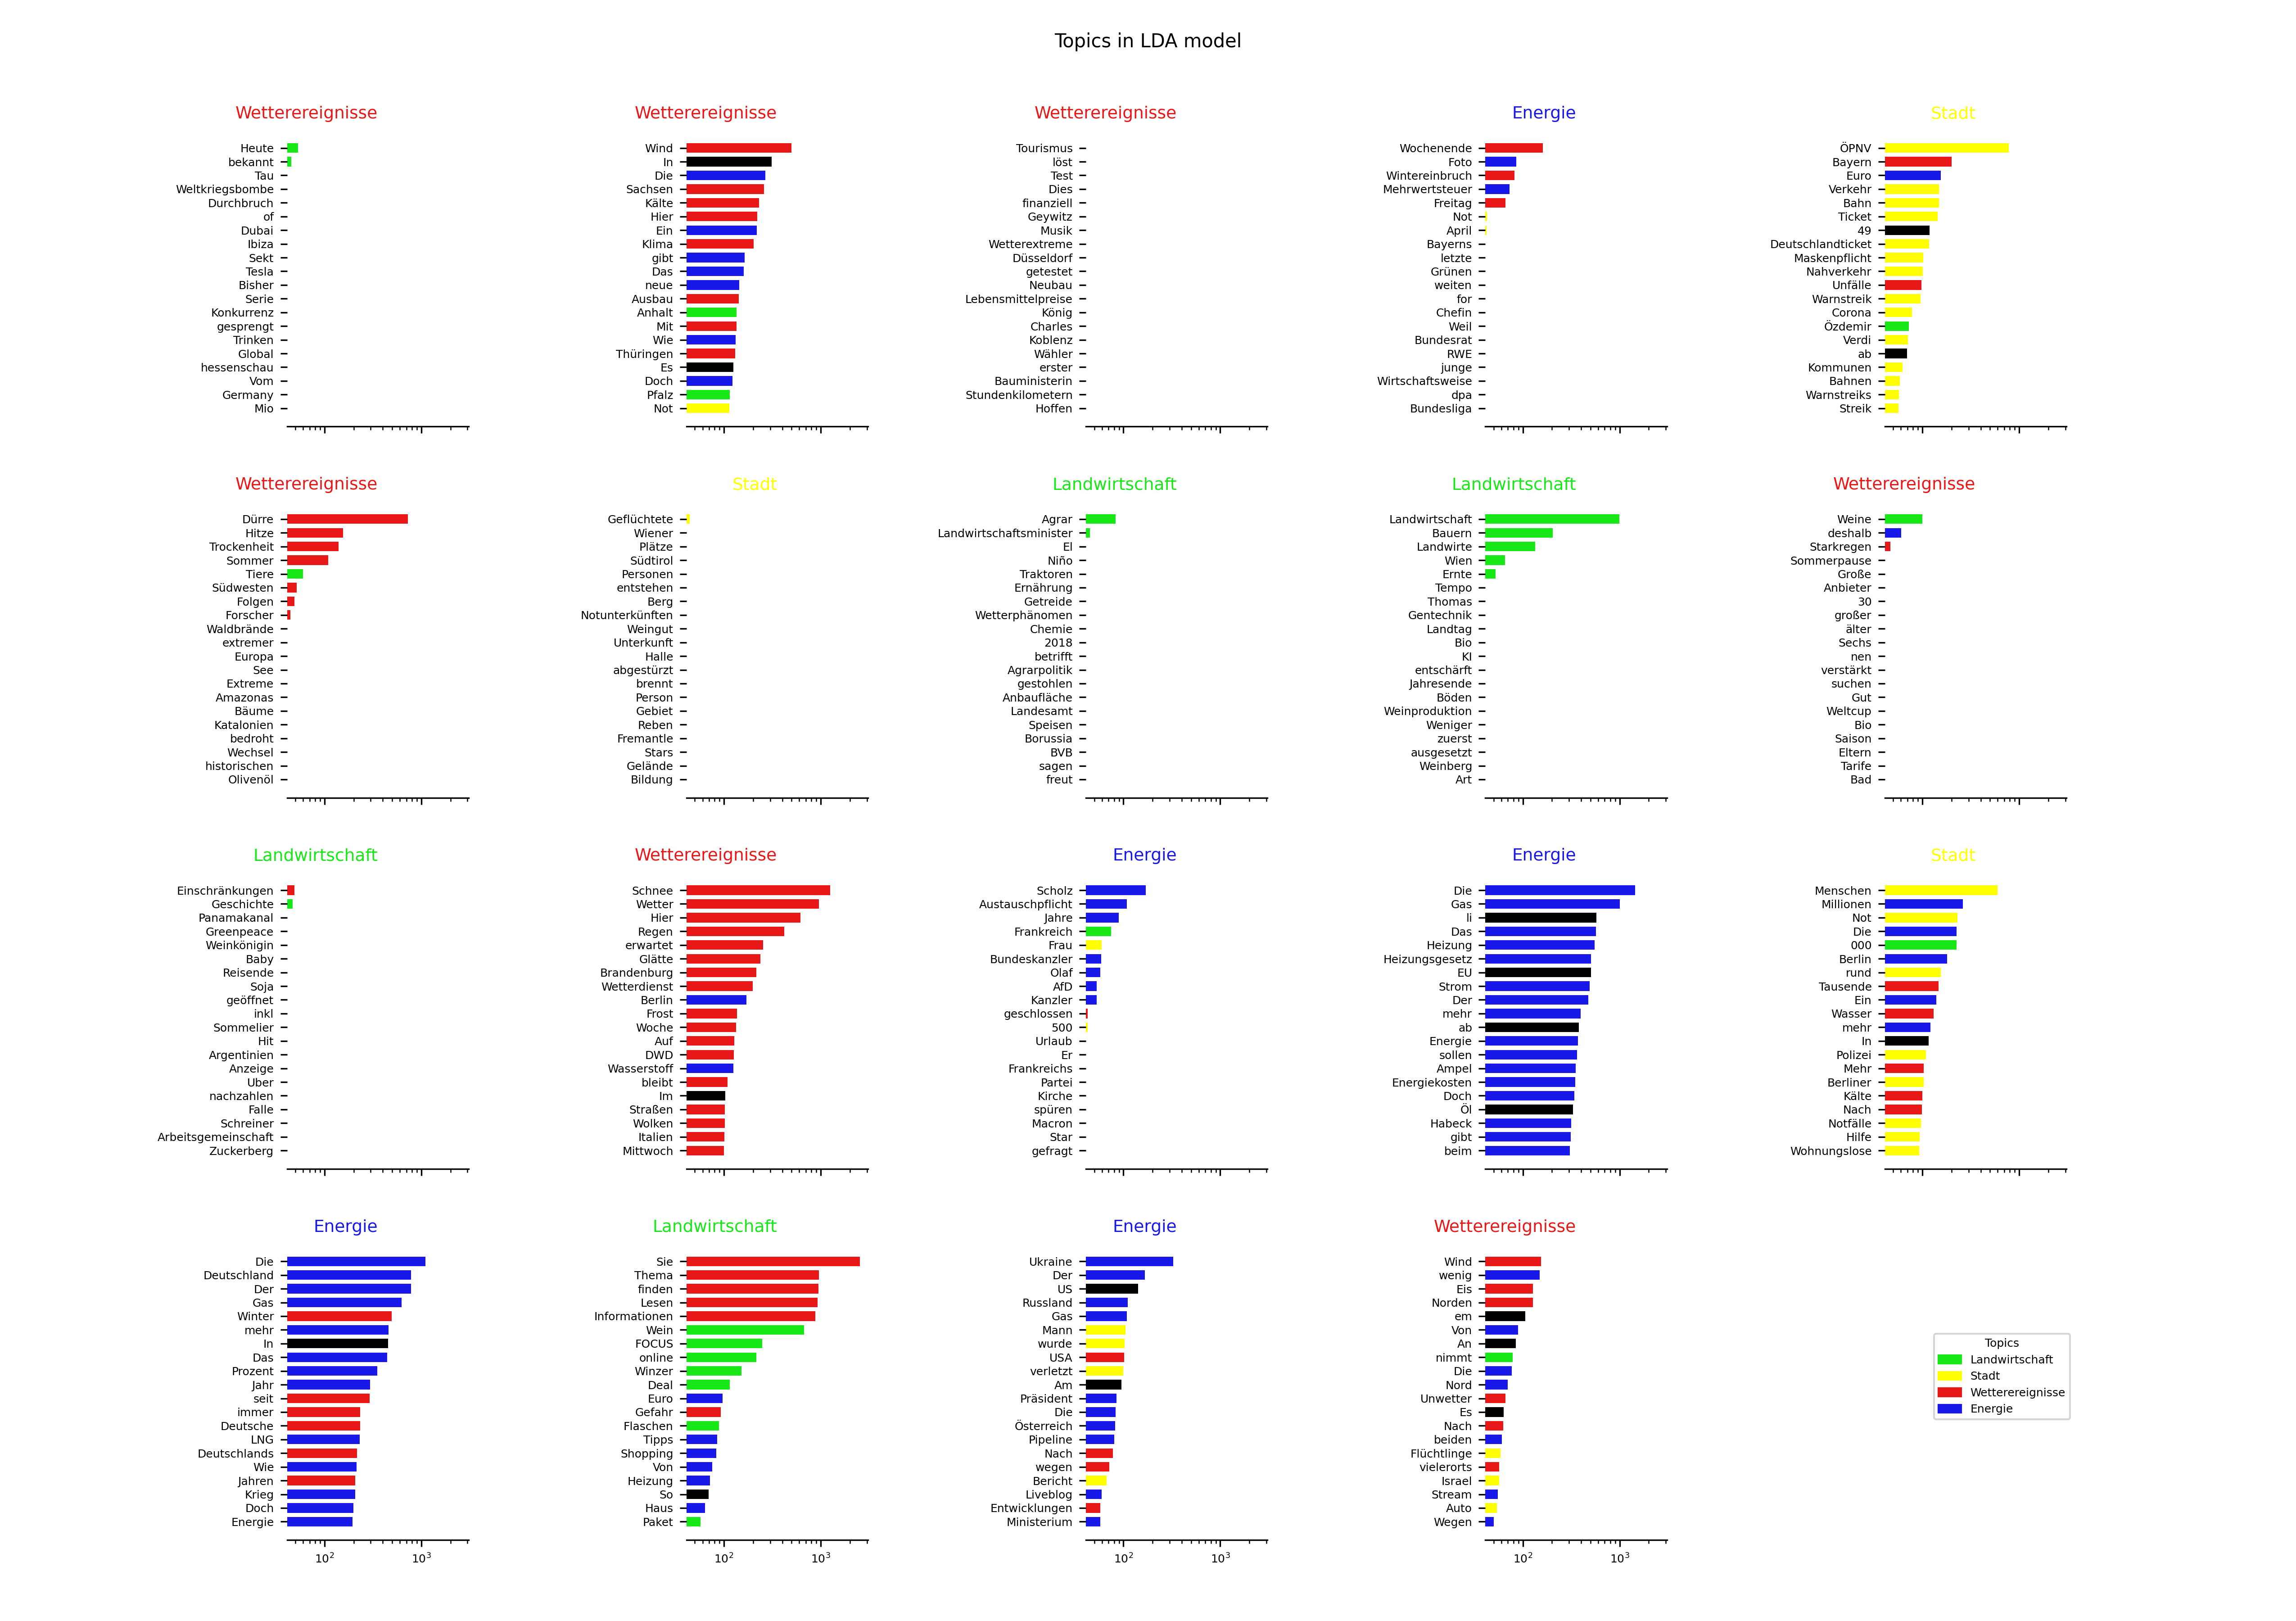 Topics in LDA model
Wetterereignisse
Heute
bekannt
Tau
Weltkriegsbombe
Durchbruch
of
Dubai
Ibiza
Sekt
Tesla
Bisher
Serie
Konkurrenz
gesprengt
Trinken
Global
hessenschau
Vom
Germany
Mio
Wetterereignisse
Wind
In
Die
Sachsen
Kälte
Hier
Ein
Klima
gibt
Das
neue
Ausbau
Anhalt
Mit
Wie
Thüringen
Es
Doch
Pfalz
Not
Wetterereignisse
Tourismus
löst
Test
Dies
finanziell
Geywitz
Musik
Wetterextreme
Düsseldorf
getestet
Neubau
Lebensmittelpreise
König
Charles
Koblenz
Wähler
erster
Bauministerin
Stundenkilometern
Hoffen
Energie
Wochenende
Foto
Wintereinbruch
Mehrwertsteuer
Freitag
Not
April
Bayerns
letzte
Grünen
weiten
for
Chefin
Weil
Bundesrat
RWE
junge
Wirtschaftsweise
dpa
Bundesliga
Stadt
ÖPNV
Bayern
Euro
Verkehr
Bahn
Ticket
49
Deutschlandticket
Maskenpflicht
Nahverkehr
Unfälle
Warnstreik
Corona
Özdemir
Verdi
ab
Kommunen
Bahnen
Warnstreiks
Streik
Wetterereignisse
Dürre
Hitze
Trockenheit
Sommer
Tiere
Südwesten
Folgen
Forscher
Waldbrände
extremer
Europa
See
Extreme
Amazonas
Bäume
Katalonien
bedroht
Wechsel
historischen
Olivenöl
Stadt
Geflüchtete
Wiener
Plätze
Südtirol
Personen
entstehen
Berg
Notunterkünften
Weingut
Unterkunft
Halle
abgestürzt
brennt
Person
Gebiet
Reben
Fremantle
Stars
Gelände
Bildung
Landwirtschaft
Agrar
Landwirtschaftsminister
El
Niño
Traktoren
Ernährung
Getreide
Wetterphänomen
Chemie
2018
betrifft
Agrarpolitik
gestohlen
Anbaufläche
Landesamt
Speisen
Borussia
BVB
sagen
freut
Landwirtschaft
Landwirtschaft
Bauern
Landwirte
Wien
Ernte
Tempo
Thomas
Gentechnik
Landtag
Bio
KI
entschärft
Jahresende
Böden
Weinproduktion
Weniger
zuerst
ausgesetzt
Weinberg
Art
Wetterereignisse
Weine
deshalb
Starkregen
Sommerpause
Große
Anbieter
30
großer
älter
Sechs
nen
verstärkt
suchen
Gut
Weltcup
Bio
Saison
Eltern
Tarife
Bad
Landwirtschaft
Einschränkungen
Geschichte
Panamakanal
Greenpeace
Weinkönigin
Baby
Reisende
Soja
geöffnet
inkl
Sommelier
Hit
Argentinien
Anzeige
Uber
nachzahlen
Falle
Schreiner
Arbeitsgemeinschaft
Zuckerberg
Wetterereignisse
Schnee
Wetter
Hier
Regen
erwartet
Glätte
Brandenburg
Wetterdienst
Berlin
Frost
Woche
Auf
DWD
Wasserstoff
bleibt
Im
Straßen
Wolken
Italien
Mittwoch
Energie
Scholz
Austauschpflicht
Jahre
Frankreich
Frau
Bundeskanzler
Olaf
AfD
Kanzler
geschlossen
500
Urlaub
Er
Frankreichs
Partei
Kirche
spüren
Macron
Star
gefragt
Energie
Die
Gas
li
Das
Heizung
Heizungsgesetz
EU
Strom
Der
mehr
ab
Energie
sollen
Ampel
Energiekosten
Doch
Öl
Habeck
gibt
beim
Stadt
Menschen
Millionen
Not
Die
000
Berlin
rund
Tausende
Ein
Wasser
mehr
In
Polizei
Mehr
Berliner
Kälte
Nach
Notfälle
Hilfe
Wohnungslose
Energie
Die
Deutschland
Der
Gas
Winter
mehr
In
Das
Prozent
Jahr
seit
immer
Deutsche
LNG
Deutschlands
Wie
Jahren
Krieg
Doch
Energie
10²
10³
Landwirtschaft
Sie
Thema
finden
Lesen
Informationen
Wein
FOCUS
online
Winzer
Deal
Euro
Gefahr
Flaschen
Tipps
Shopping
Von
Heizung
So
Haus
Paket
10²
10³
Energie
Ukraine
Der
US
Russland
Gas
Mann
wurde
USA
verletzt
Am
Präsident
Die
Österreich
Pipeline
Nach
wegen
Bericht
Liveblog
Entwicklungen
Ministerium
10²
10³
Wetterereignisse
Wind
wenig
Eis
Norden
em
Von
An
nimmt
Die
Nord
Unwetter
Es
Nach
beiden
Flüchtlinge
vielerorts
Israel
Stream
Auto
Wegen
10²
10³
Topics
Landwirtschaft
Stadt
Wetterereignisse
Energie